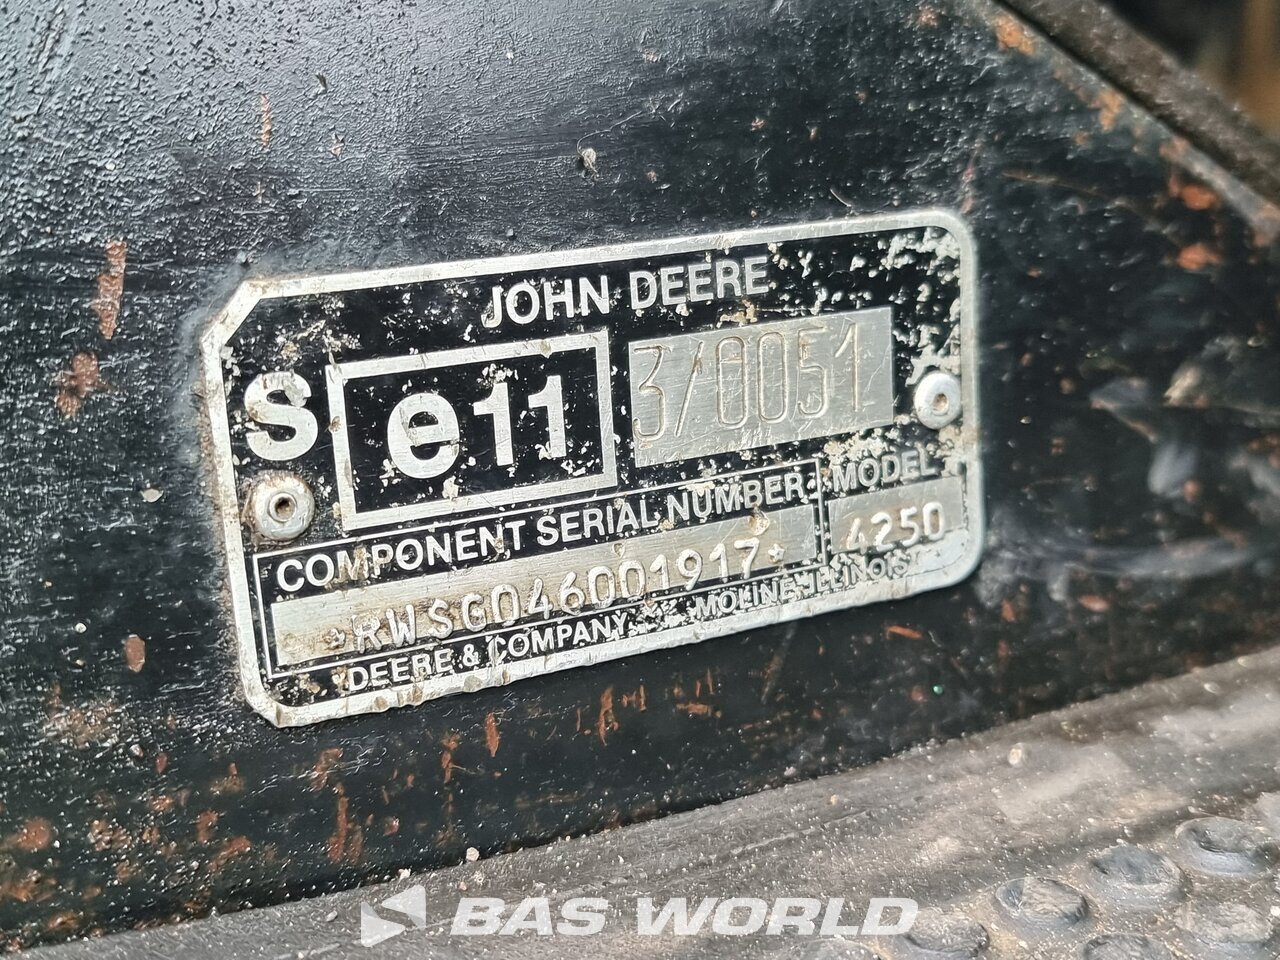 JOHN DEERE
S e11 3/0051
COMPONENT SERIAL NUMBER MODEL
*RWSG046001917* 4250
DEERE & COMPANY MOLINE, ILLINOIS
BAS WORLD